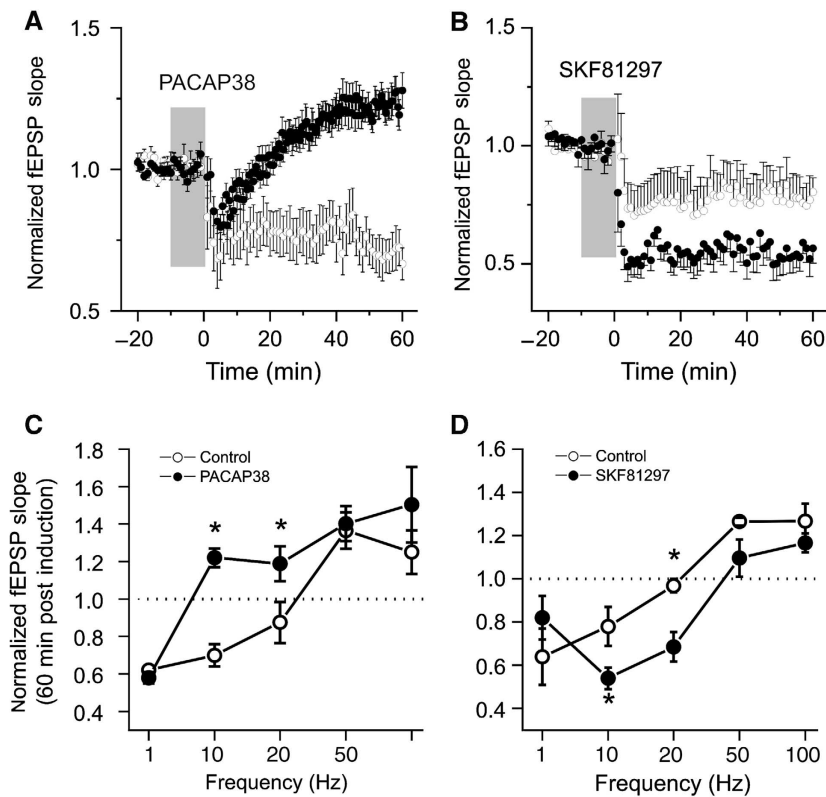 A
PACAP38
Normalized fEPSP slope
1.5
1.0
0.5
−20 0 20 40 60
Time (min)
B
SKF81297
Normalized fEPSP slope
1.5
1.0
0.5
−20 0 20 40 60
Time (min)
C
Control
PACAP38
* *
Normalized fEPSP slope
(60 min post induction)
1.8
1.6
1.4
1.2
1.0
0.8
0.6
0.4
1 10 20 50
Frequency (Hz)
D
Control
SKF81297
*
*
1.6
1.4
1.2
1.0
0.8
0.6
0.4
1 10 20 50 100
Frequency (Hz)